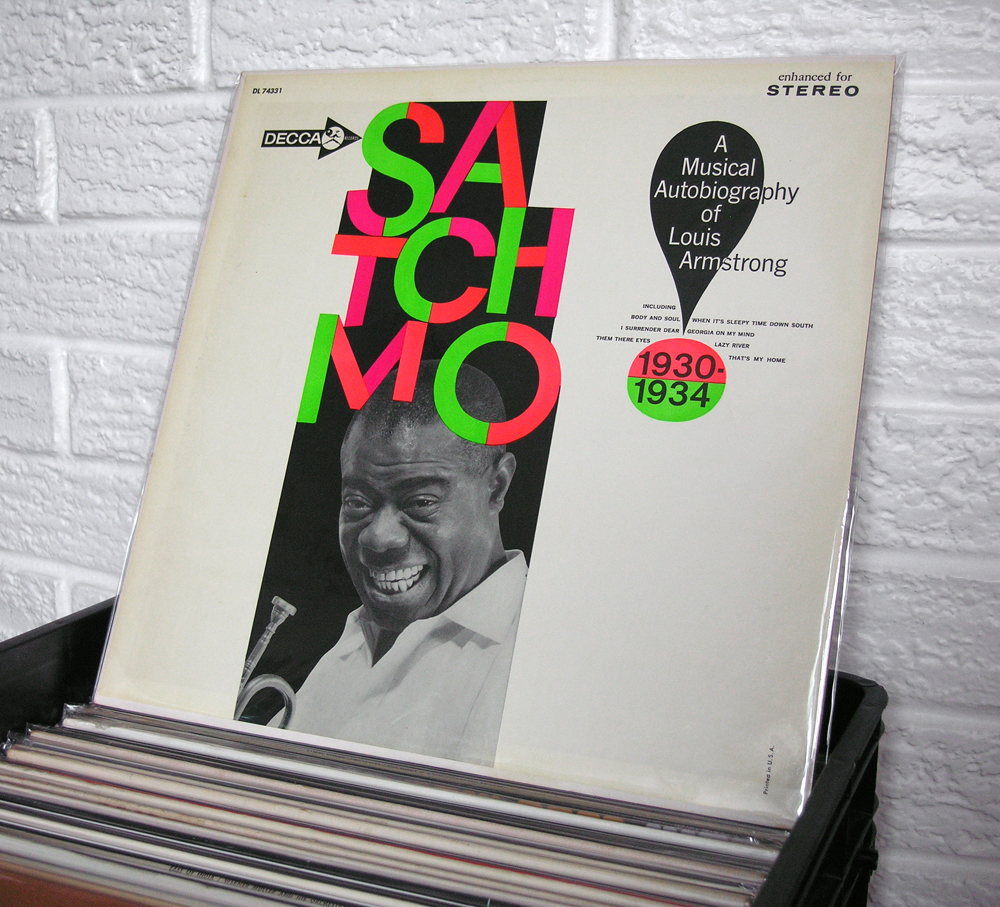 DL 74331
enhanced for
STEREO
DECCA
RECORDS
SA
TCH
MO
A
Musical
Autobiography
of
Louis
Armstrong
INCLUDING
BODY AND SOUL
WHEN IT'S SLEEPY TIME DOWN SOUTH
I SURRENDER DEAR
GEORGIA ON MY MIND
THEM THERE EYES
LAZY RIVER
THAT'S MY HOME
1930-
1934
Printed in U.S.A.